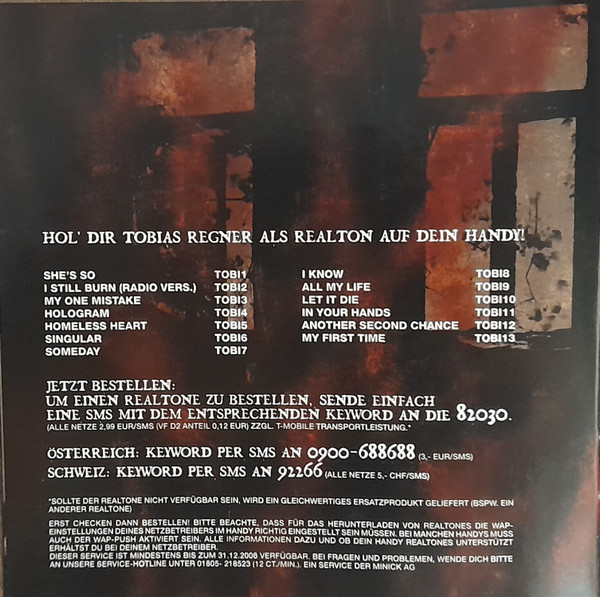 HOL' DIR TOBIAS REGNER ALS REALTON AUF DEIN HANDY!
SHE'S SO TOBI1
I STILL BURN (RADIO VERS.) TOBI2
MY ONE MISTAKE TOBI3
HOLOGRAM TOBI4
HOMELESS HEART TOBI5
SINGULAR TOBI6
SOMEDAY TOBI7
I KNOW TOBI8
ALL MY LIFE TOBI9
LET IT DIE TOBI10
IN YOUR HANDS TOBI11
ANOTHER SECOND CHANCE TOBI12
MY FIRST TIME TOBI13
JETZT BESTELLEN:
UM EINEN REALTONE ZU BESTELLEN, SENDE EINFACH
EINE SMS MIT DEM ENTSPRECHENDEN KEYWORD AN DIE 82030.
(ALLE NETZE 2,99 EUR/SMS (VF D2 ANTEIL 0,12 EUR) ZZGL. T-MOBILE TRANSPORTLEISTUNG.*
ÖSTERREICH: KEYWORD PER SMS AN 0900-688688 (3,- EUR/SMS)
SCHWEIZ: KEYWORD PER SMS AN 92266 (ALLE NETZE 5,- CHF/SMS)
*SOLLTE DER REALTONE NICHT VERFÜGBAR SEIN, WIRD EIN GLEICHWERTIGES ERSATZPRODUKT GELIEFERT (BSPW. EIN
ANDERER REALTONE)
ERST CHECKEN DANN BESTELLEN! BITTE BEACHTE, DASS FÜR DAS HERUNTERLADEN VON REALTONES DIE WAP-
EINSTELLUNGEN DEINES NETZBETREIBERS IM HANDY RICHTIG EINGESTELLT SEIN MÜSSEN. BEI MANCHEN HANDYS MUSS
AUCH DER WAP-PUSH AKTIVIERT SEIN. ALLE INFORMATIONEN DAZU UND OB DEIN HANDY REALTONES UNTERSTÜTZT
ERHÄLTST DU BEI DEINEM NETZBETREIBER.
DIESER SERVICE IST MINDESTENS BIS ZUM 31.12.2006 VERFÜGBAR. BEI FRAGEN UND PROBLEMEN, WENDE DICH BITTE
AN UNSERE SERVICE-HOTLINE UNTER 01805- 218523 (12 CT./MIN.). EIN SERVICE DER MINICK AG